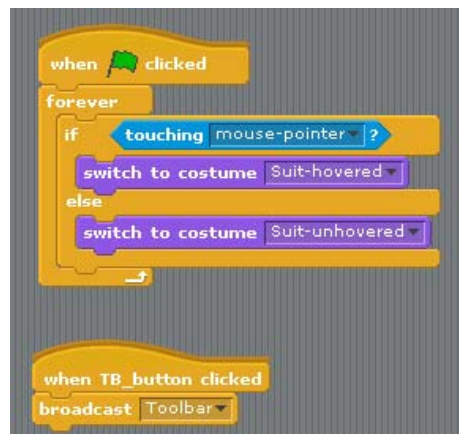 when clicked
forever
if touching mouse-pointer ?
switch to costume Suit-hovered
else
switch to costume Suit-unhovered
when TB_button clicked
broadcast Toolbar